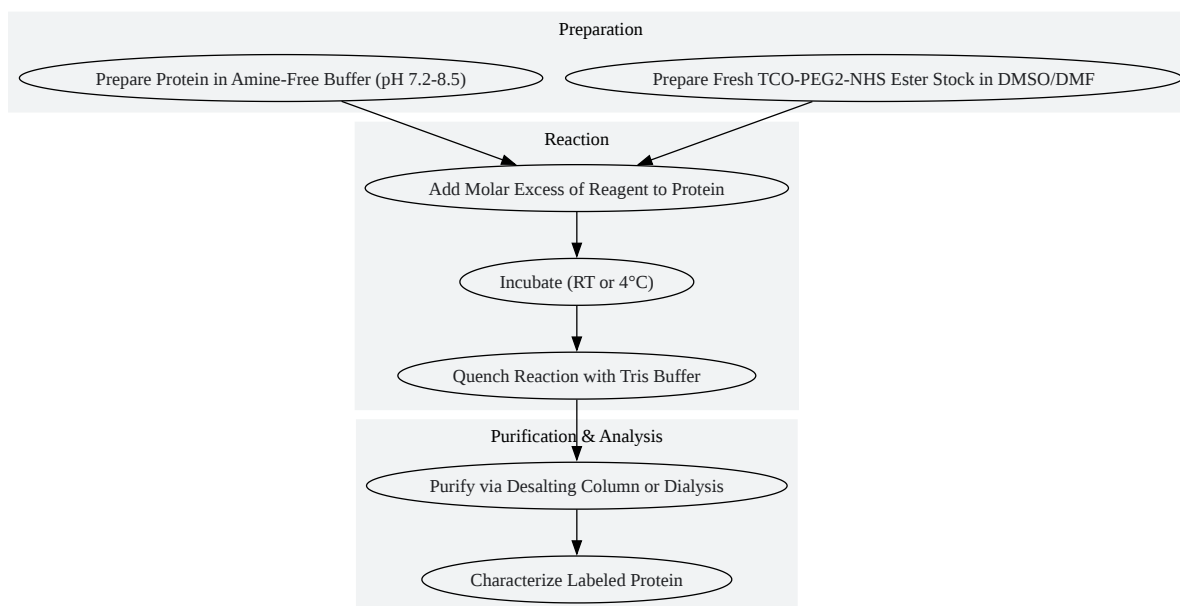 Preparation
Prepare Protein in Amine-Free Buffer (pH 7.2-8.5)
Prepare Fresh TCO-PEG2-NHS Ester Stock in DMSO/DMF
Reaction
Add Molar Excess of Reagent to Protein
Incubate (RT or 4°C)
Quench Reaction with Tris Buffer
Purification & Analysis
Purify via Desalting Column or Dialysis
Characterize Labeled Protein